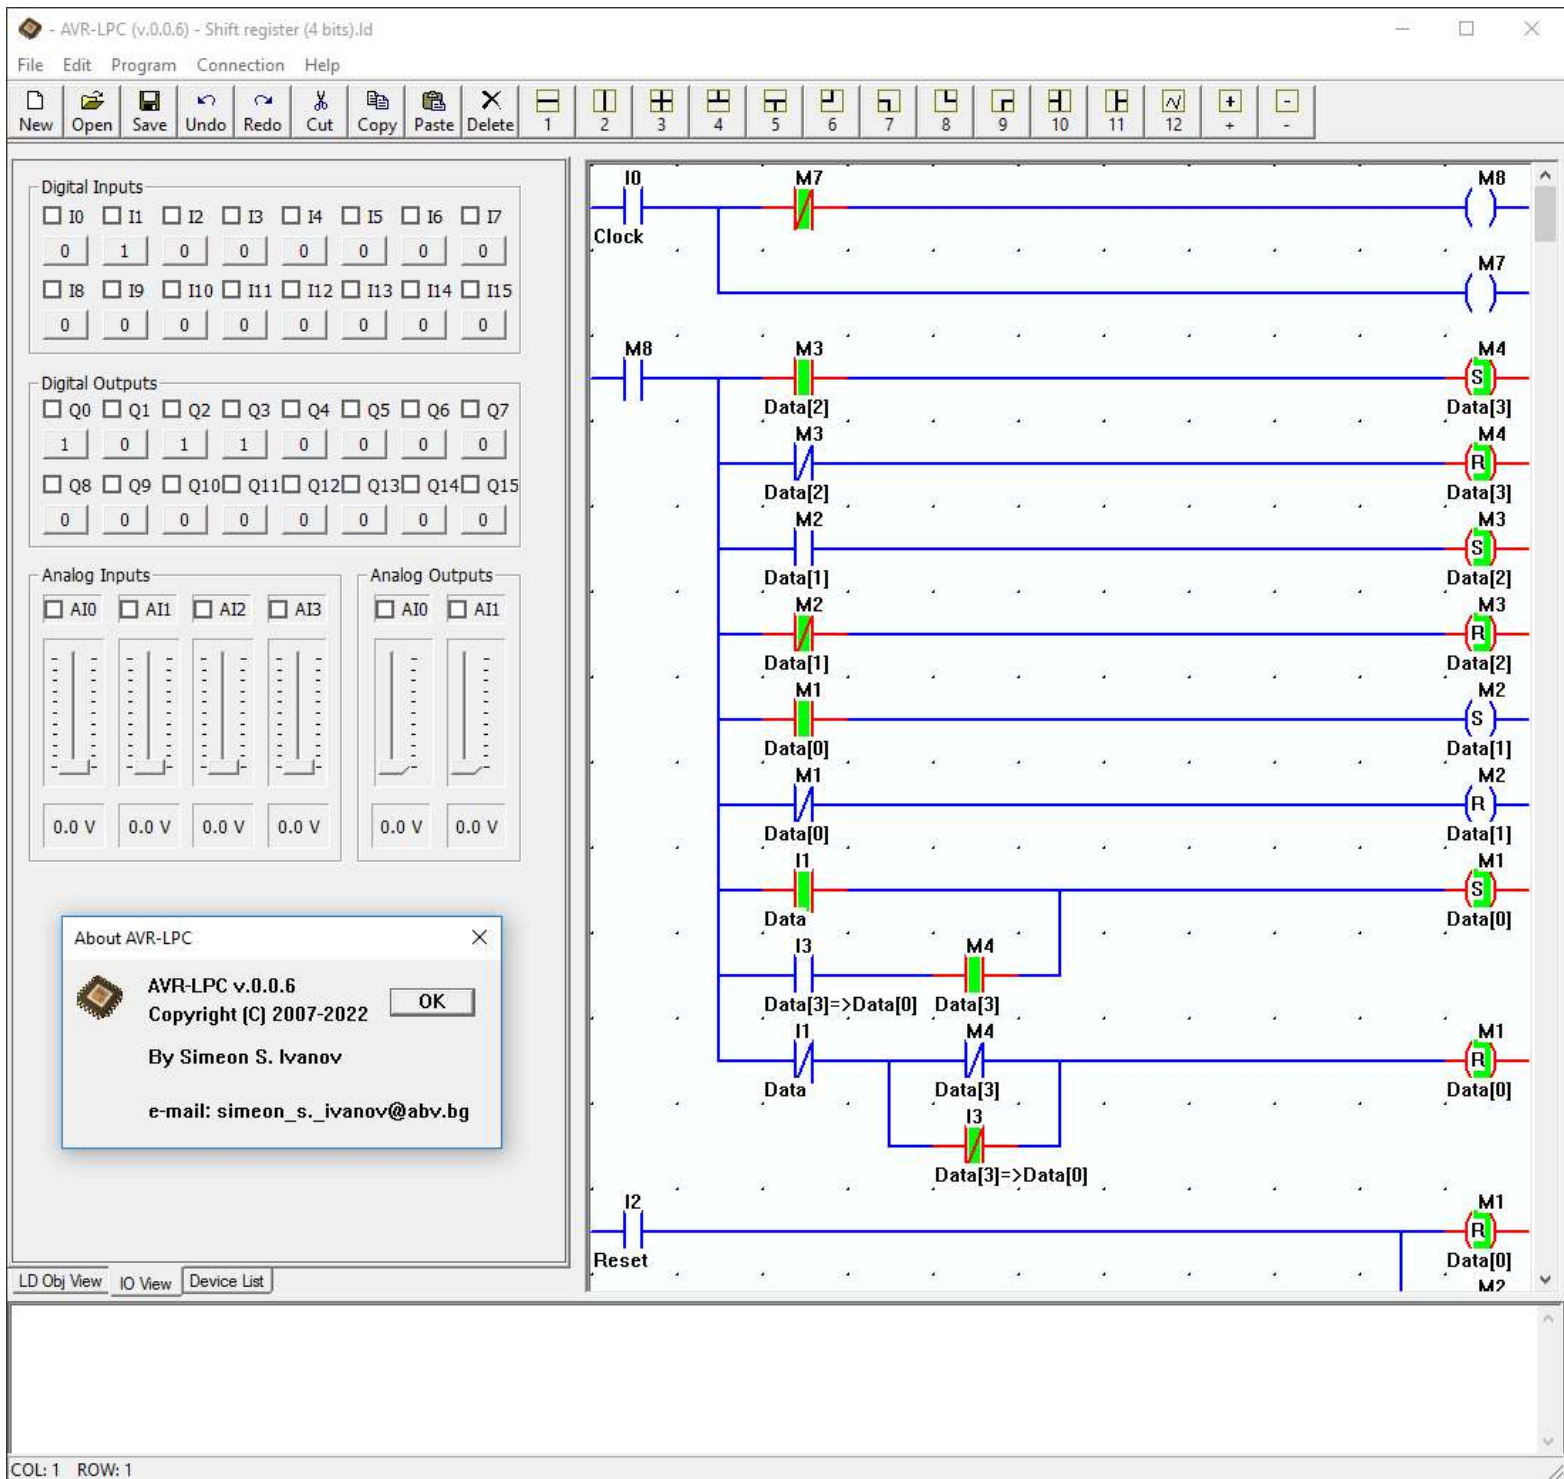 - AVR-LPC (v.0.0.6) - Shift register (4 bits).ld
File Edit Program Connection Help
New Open Save Undo Redo Cut Copy Paste Delete 1 2 3 4 5 6 7 8 9 10 11 12 + -
Digital Inputs
I0 I1 I2 I3 I4 I5 I6 I7
0 1 0 0 0 0 0 0
I8 I9 I10 I11 I12 I13 I14 I15
0 0 0 0 0 0 0 0
Digital Outputs
Q0 Q1 Q2 Q3 Q4 Q5 Q6 Q7
1 0 1 1 0 0 0 0
Q8 Q9 Q10 Q11 Q12 Q13 Q14 Q15
0 0 0 0 0 0 0 0
Analog Inputs
AI0 AI1 AI2 AI3
0.0 V 0.0 V 0.0 V 0.0 V
Analog Outputs
AI0 AI1
0.0 V 0.0 V
About AVR-LPC
AVR-LPC v.0.0.6
Copyright (C) 2007-2022
OK
By Simeon S. Ivanov
e-mail: simeon_s._ivanov@abv.bg
LD Obj View IO View Device List
I0 M7 M8
Clock
M7
M8 M3 M4
S
Data[2] Data[3]
M3 M4
R
Data[2] Data[3]
M2 M3
S
Data[1] Data[2]
M2 M3
R
Data[1] Data[2]
M1 M2
S
Data[0] Data[1]
M1 M2
R
Data[0] Data[1]
I1 M1
S
Data Data[0]
I3 M4
Data[3]=>Data[0] Data[3]
I1 M4 M1
R
Data Data[3] Data[0]
I3
Data[3]=>Data[0]
I2 M1
R
Reset Data[0]
M2
COL: 1 ROW: 1